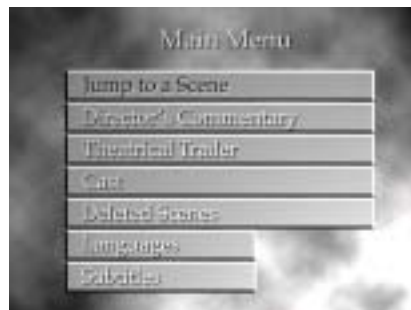 Main Menu
Jump to a Scene
Director's Commentary
Theatrical Trailer
Cast
Deleted Scenes
Languages
Subtitles